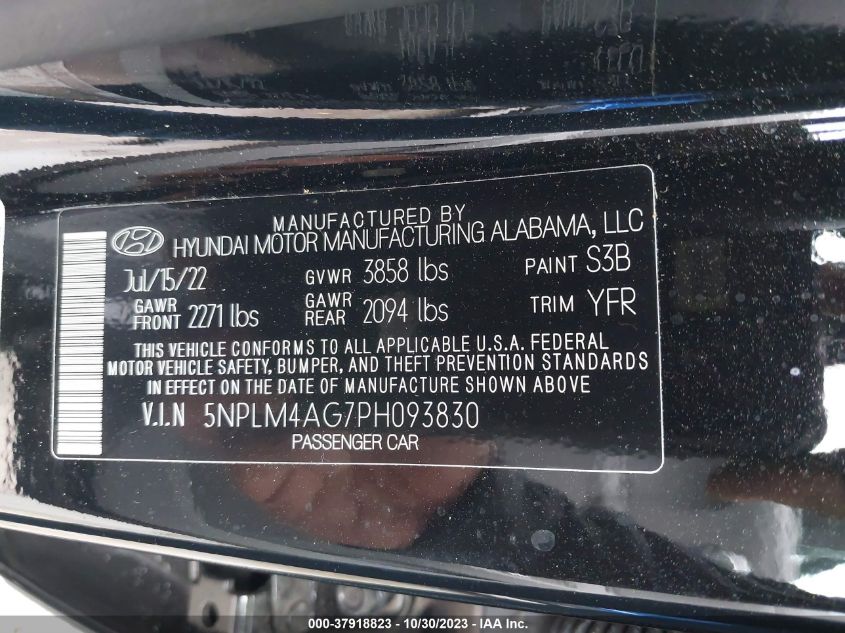 MANUFACTURED BY
HYUNDAI MOTOR MANUFACTURING ALABAMA, LLC
Jul/15/22 GVWR 3858 lbs PAINT S3B
GAWR FRONT 2271 lbs GAWR REAR 2094 lbs TRIM YFR
THIS VEHICLE CONFORMS TO ALL APPLICABLE U.S.A. FEDERAL
MOTOR VEHICLE SAFETY, BUMPER, AND THEFT PREVENTION STANDARDS
IN EFFECT ON THE DATE OF MANUFACTURE SHOWN ABOVE.
V.I.N 5NPLM4AG7PH093830
PASSENGER CAR
000-37918823 - 10/30/2023 - IAA Inc.